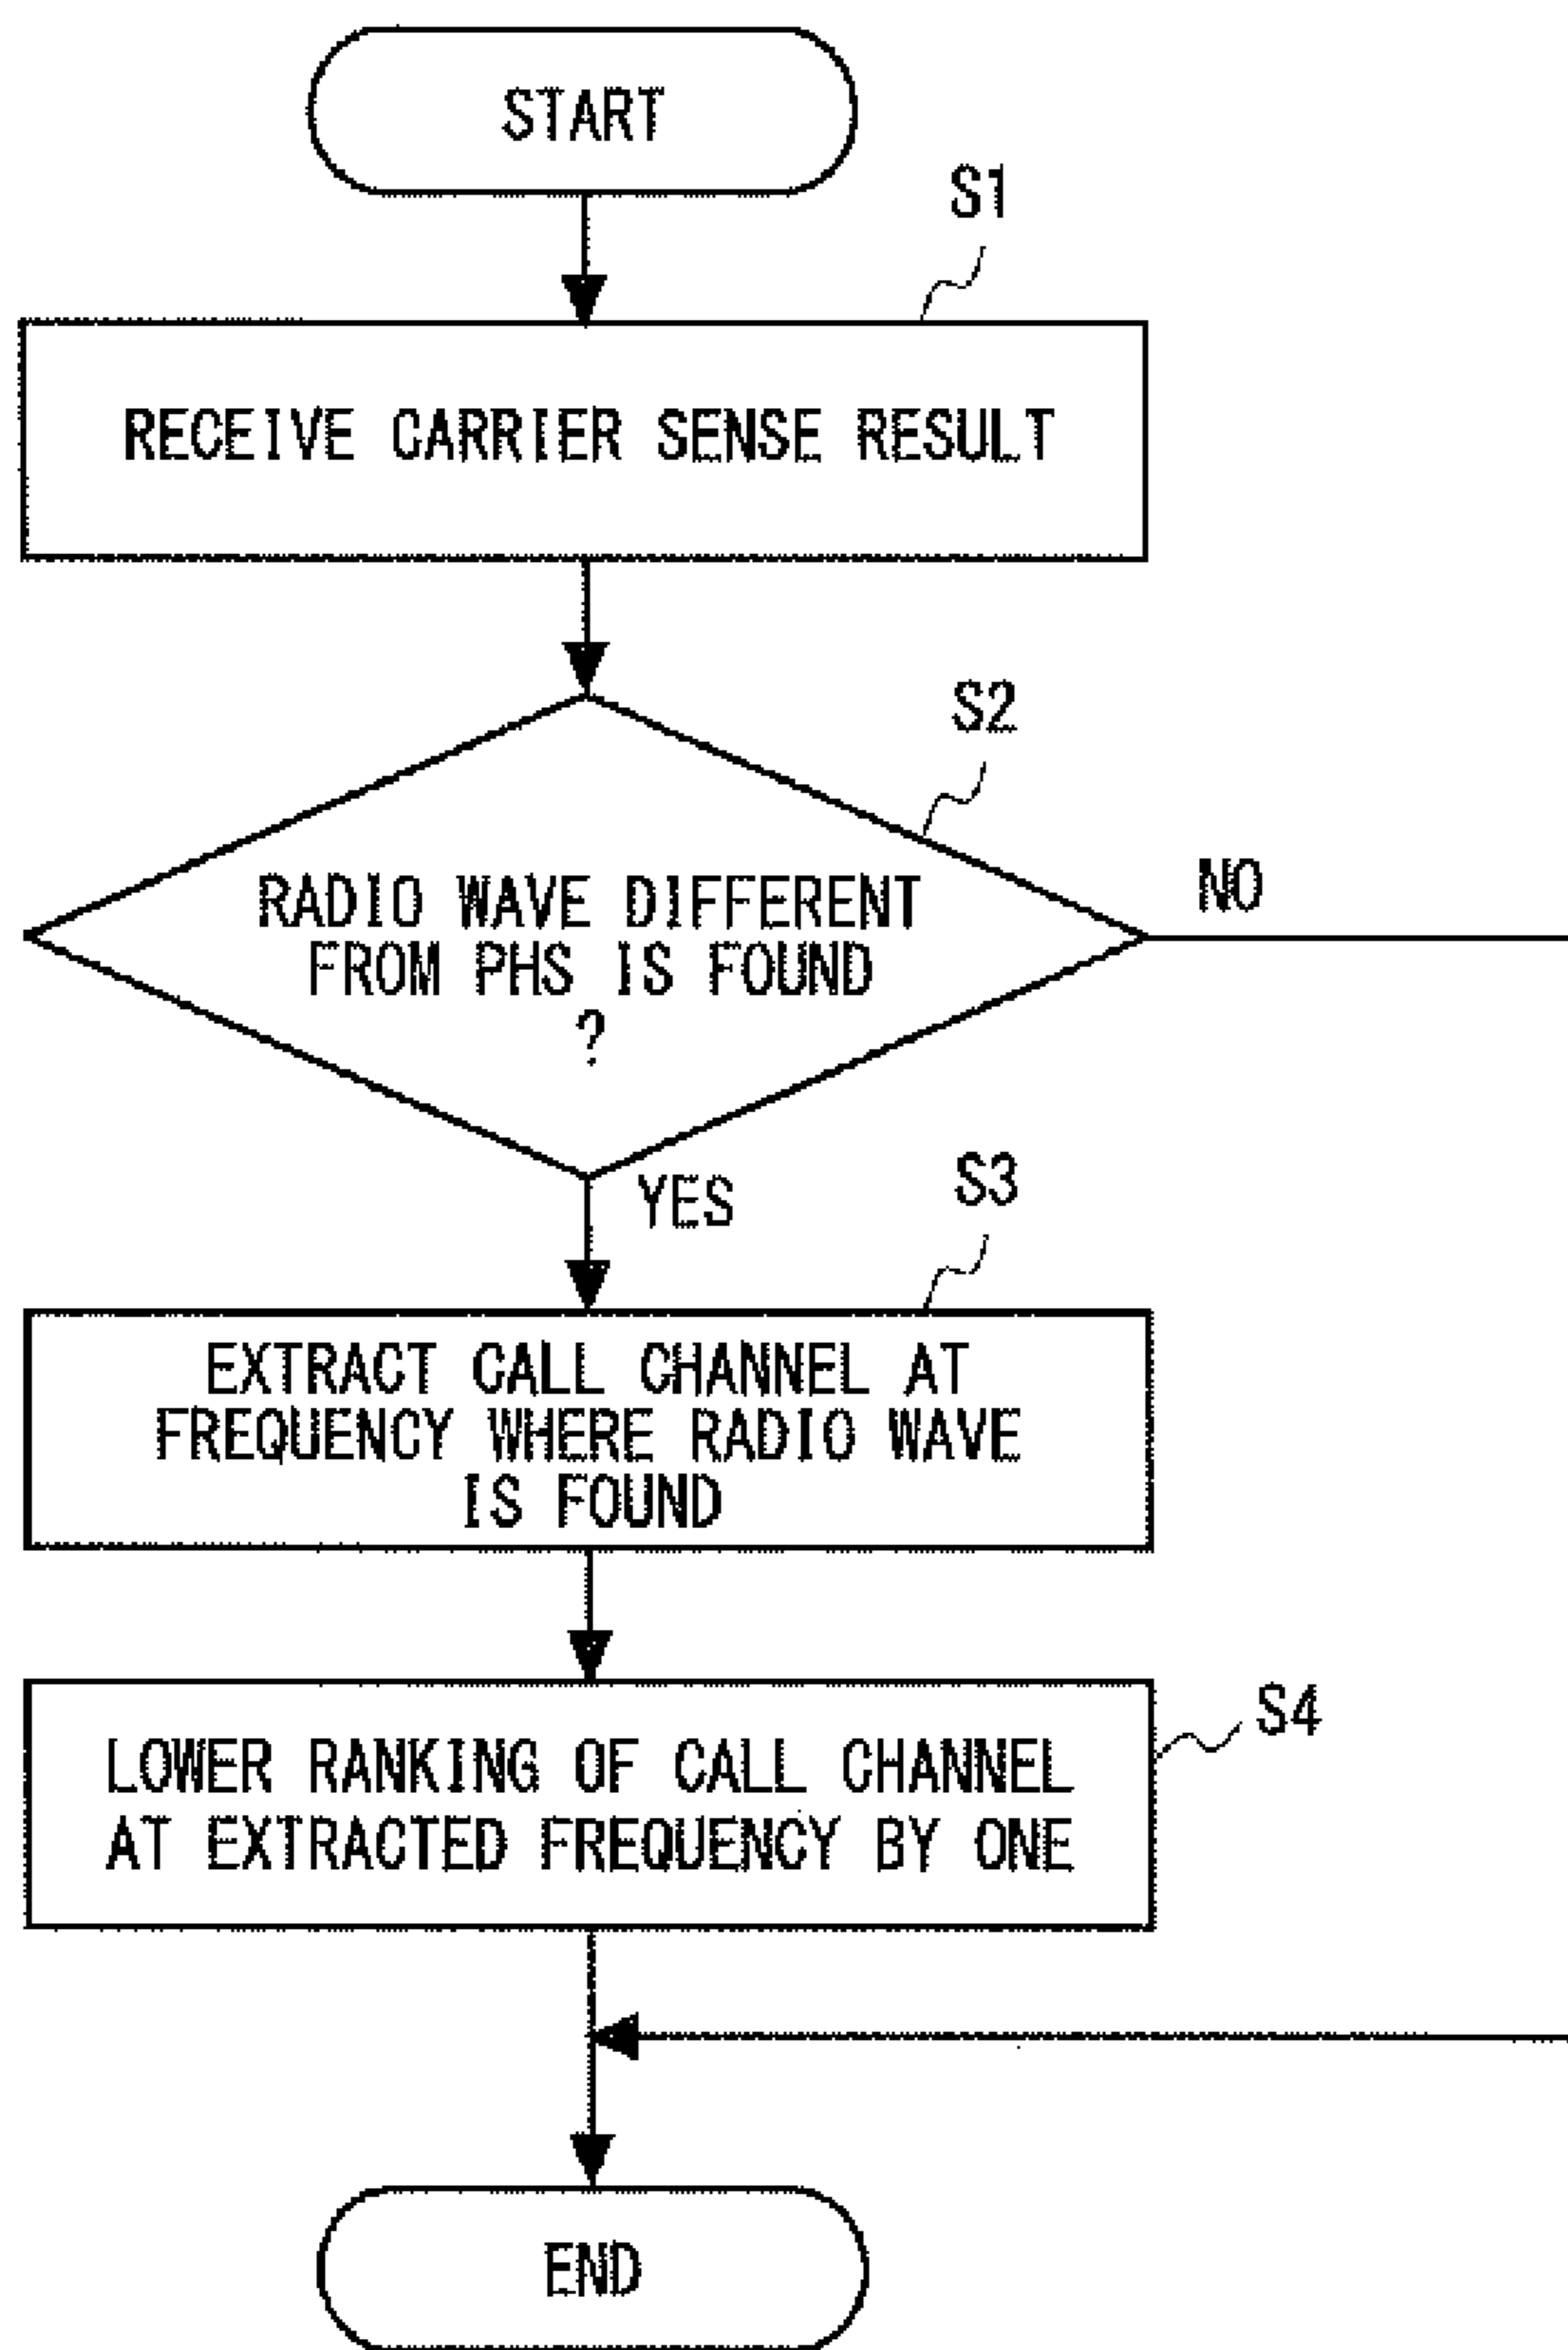 START
S1
RECEIVE CARRIER SENSE RESULT
S2
RADIO WAVE DIFFERENT
FROM PHS IS FOUND
?
NO
YES
S3
EXTRACT CALL CHANNEL AT
FREQUENCY WHERE RADIO WAVE
IS FOUND
S4
LOWER RANKING OF CALL CHANNEL
AT EXTRACTED FREQUENCY BY ONE
END